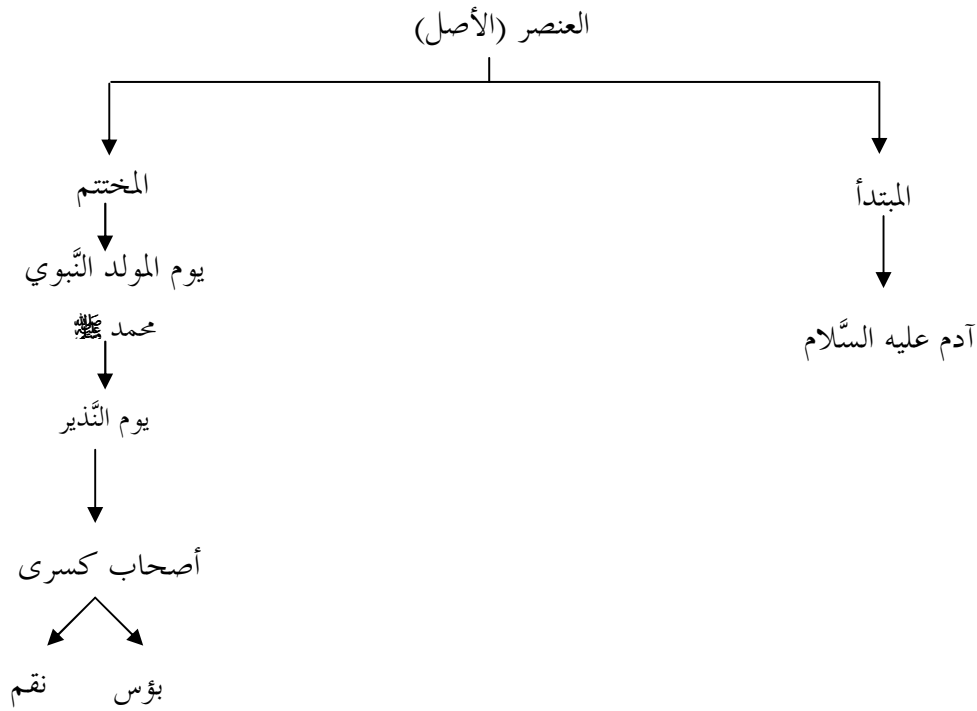 العنصر (الأصل)
المبتدأ
المختتم
آدم عليه السَّلام
يوم المولد النَّبوي
محمد ﷺ
يوم النَّذير
أصحاب كسرى
بؤس
نقم